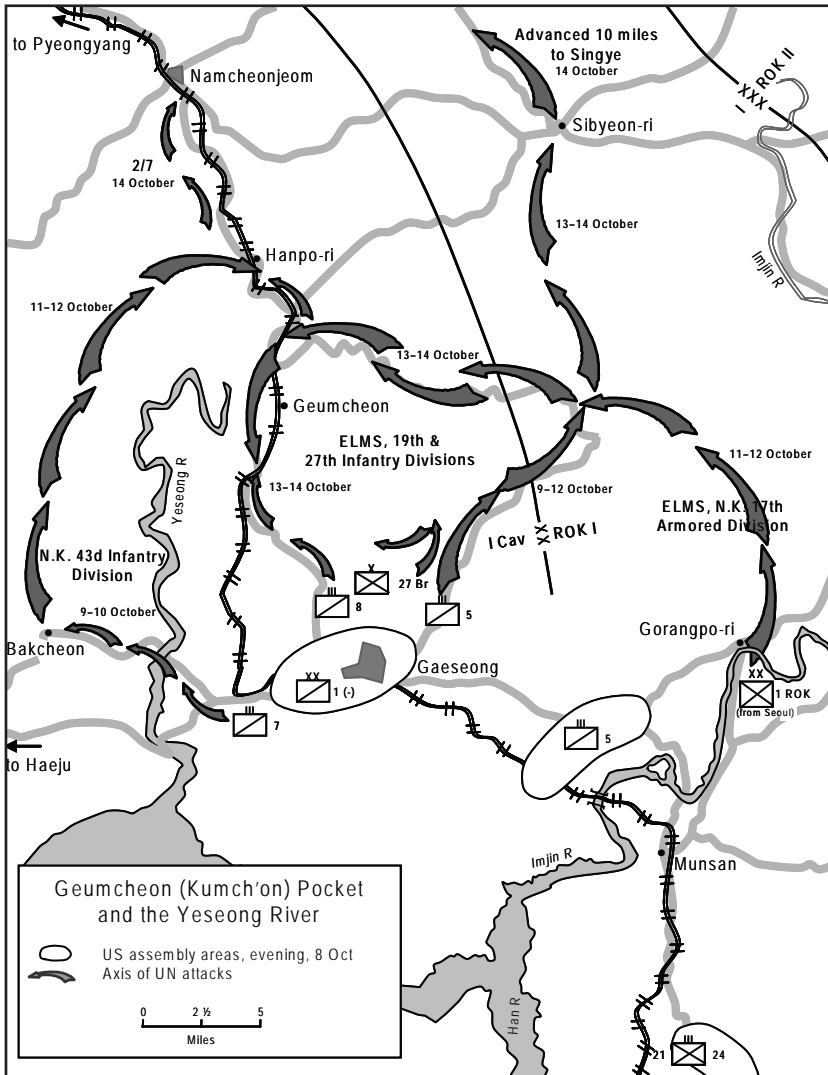 to Pyeongyang
Namcheonjeom
Advanced 10 miles
to Singye
14 October
XXX
I
ROK II
Sibyeon-ri
2/7
14 October
13–14 October
Imjin R
Hanpo-ri
11–12 October
13–14 October
Geumcheon
Yeseong R
ELMS, 19th &
27th Infantry Divisions
13–14 October
11–12 October
9–12 October
ELMS, N.K. 17th
Armored Division
I Cav
XX
ROK I
N.K. 43d Infantry
Division
X
27 Br
III
8
III
5
9–10 October
Bakcheon
Gorangpo-ri
Gaeseong
XX
1 (-)
XX
1 ROK
(from Seoul)
III
7
III
5
to Haeju
Imjin R
Munsan
Han R
III
21
24
Geumcheon (Kumch'on) Pocket
and the Yeseong River
US assembly areas, evening, 8 Oct
Axis of UN attacks
0
2 ½
5
Miles